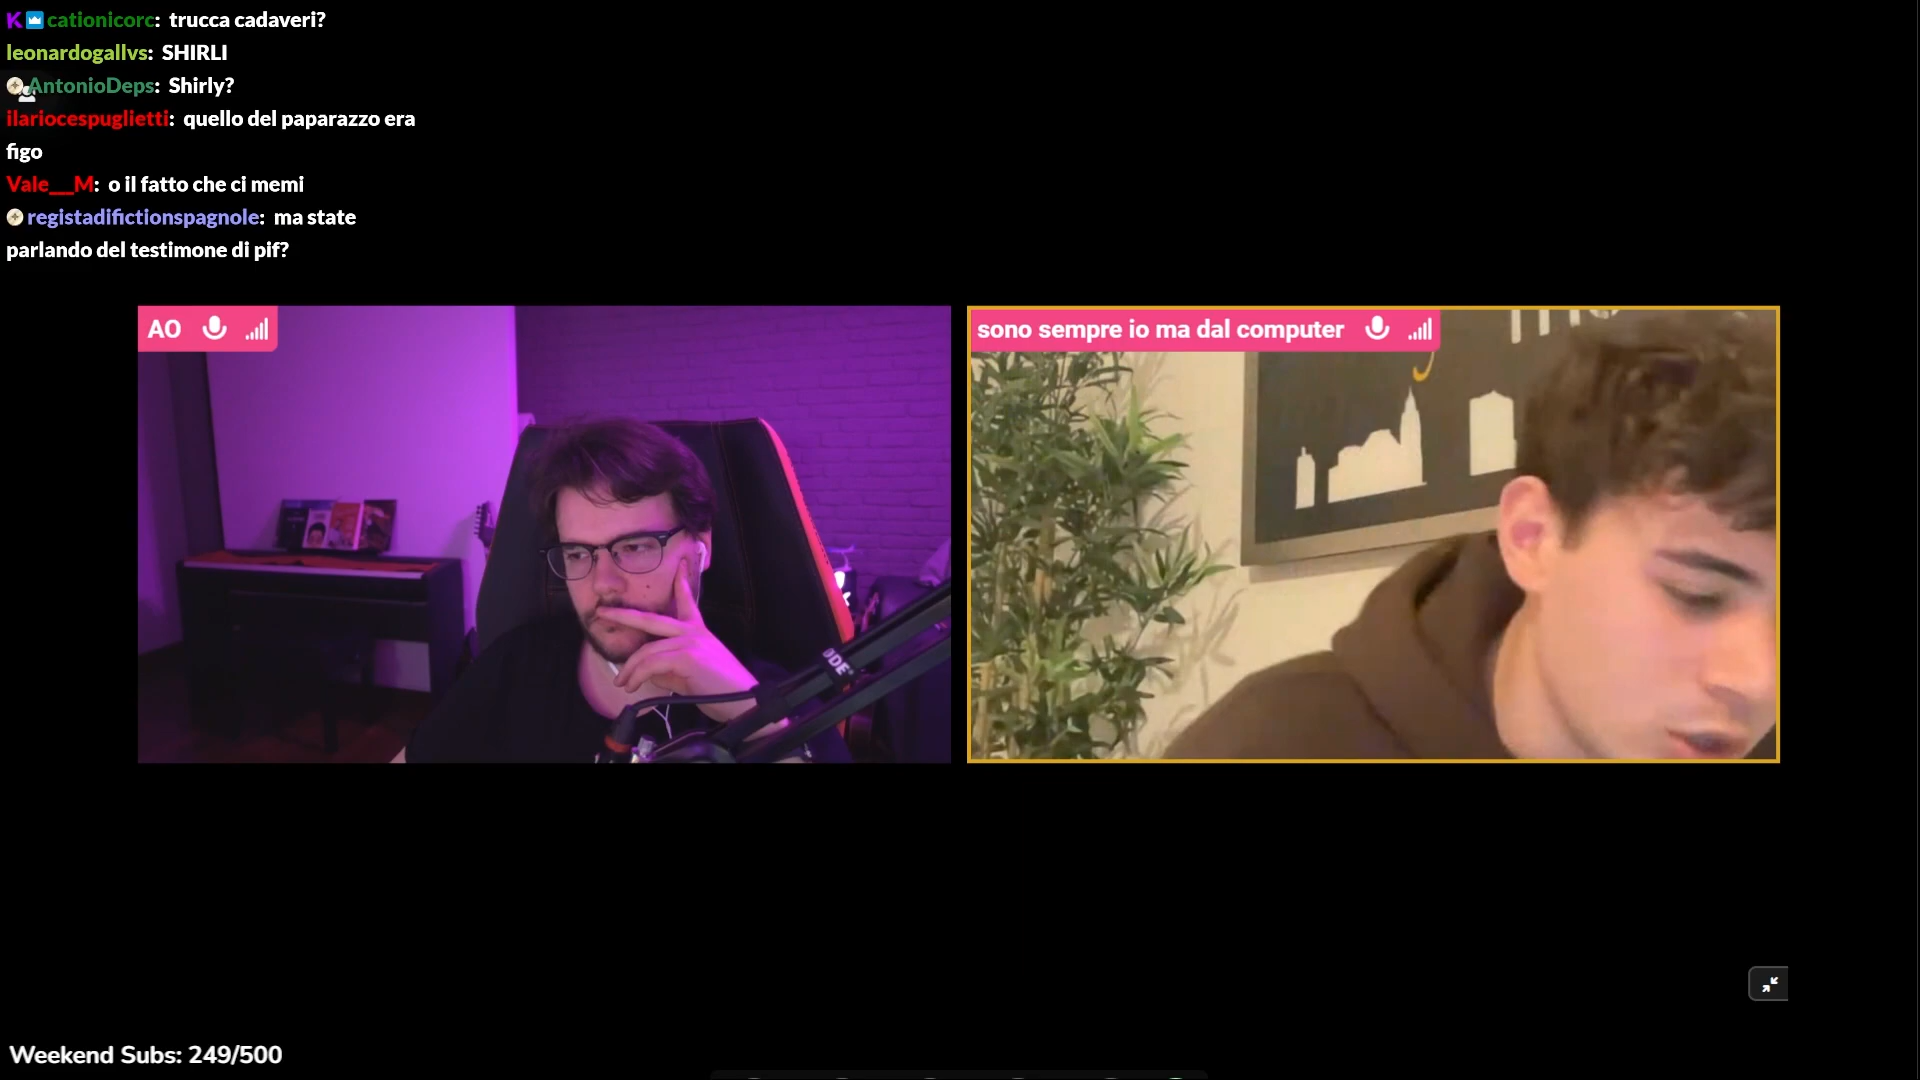 cationicorc: trucca cadaveri?
leonardogallvs: SHIRLI
AntonioDeps: Shirly?
ilariocespuglietti: quello del paparazzo era
figo
Vale__M: o il fatto che ci memi
registadifictionspagnole: ma state
parlando del testimone di pif?
AO
sono sempre io ma dal computer
Weekend Subs: 249/500